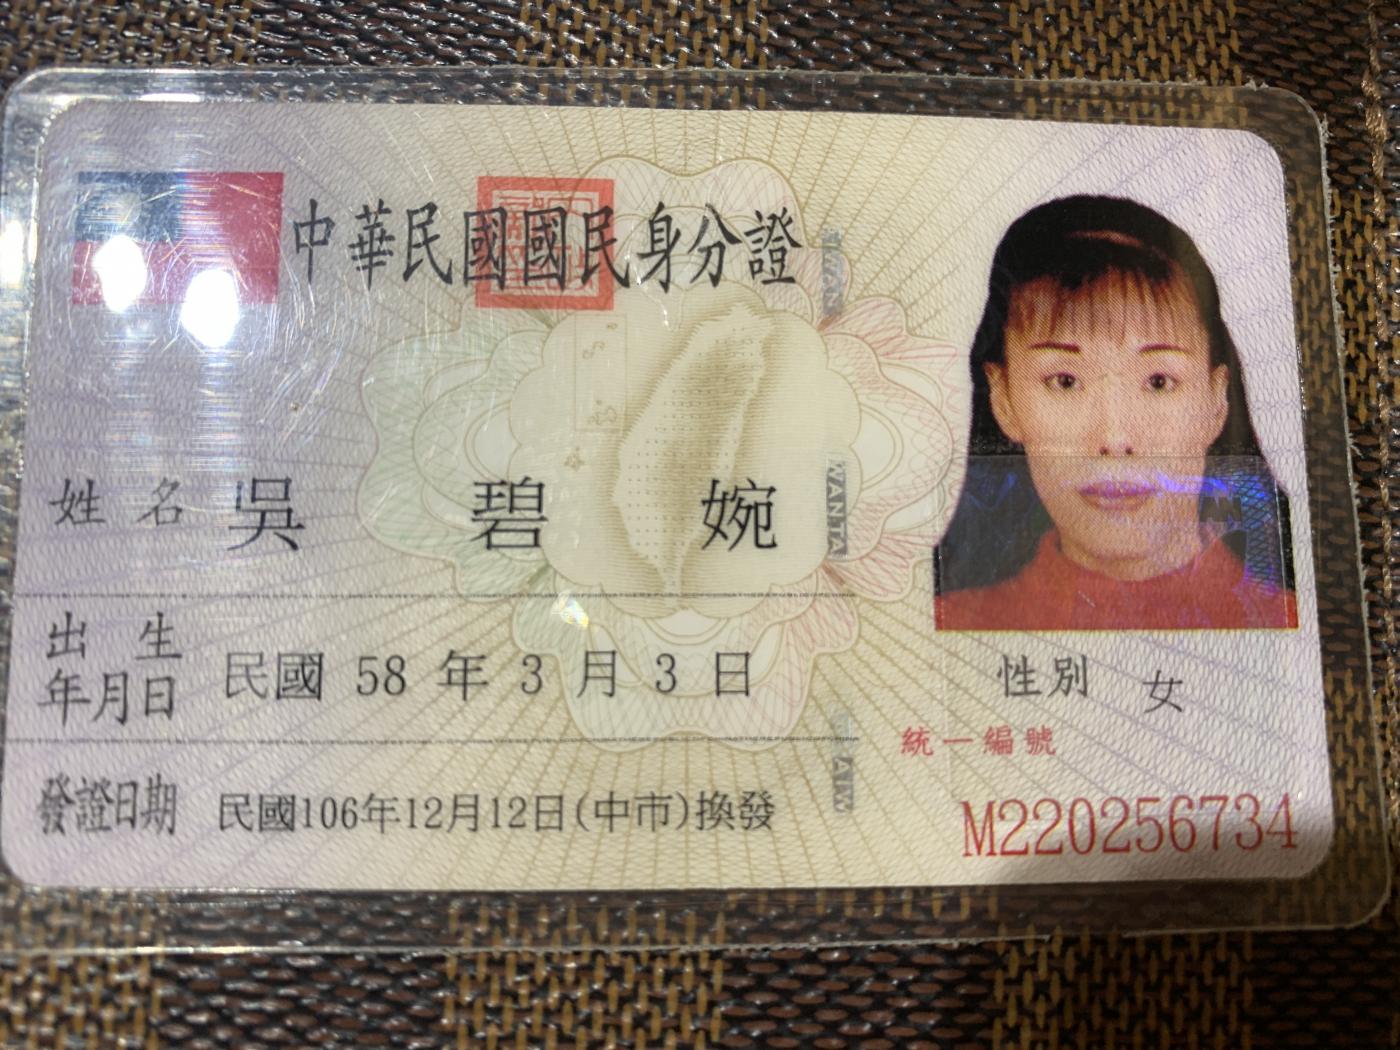 中華民國國民身分證
姓名 吳碧婉
出生年月日 民國 58 年 3 月 3 日
性別 女
統一編號
M220256734
發證日期 民國106年12月12日(中市)換發
TAIWAN